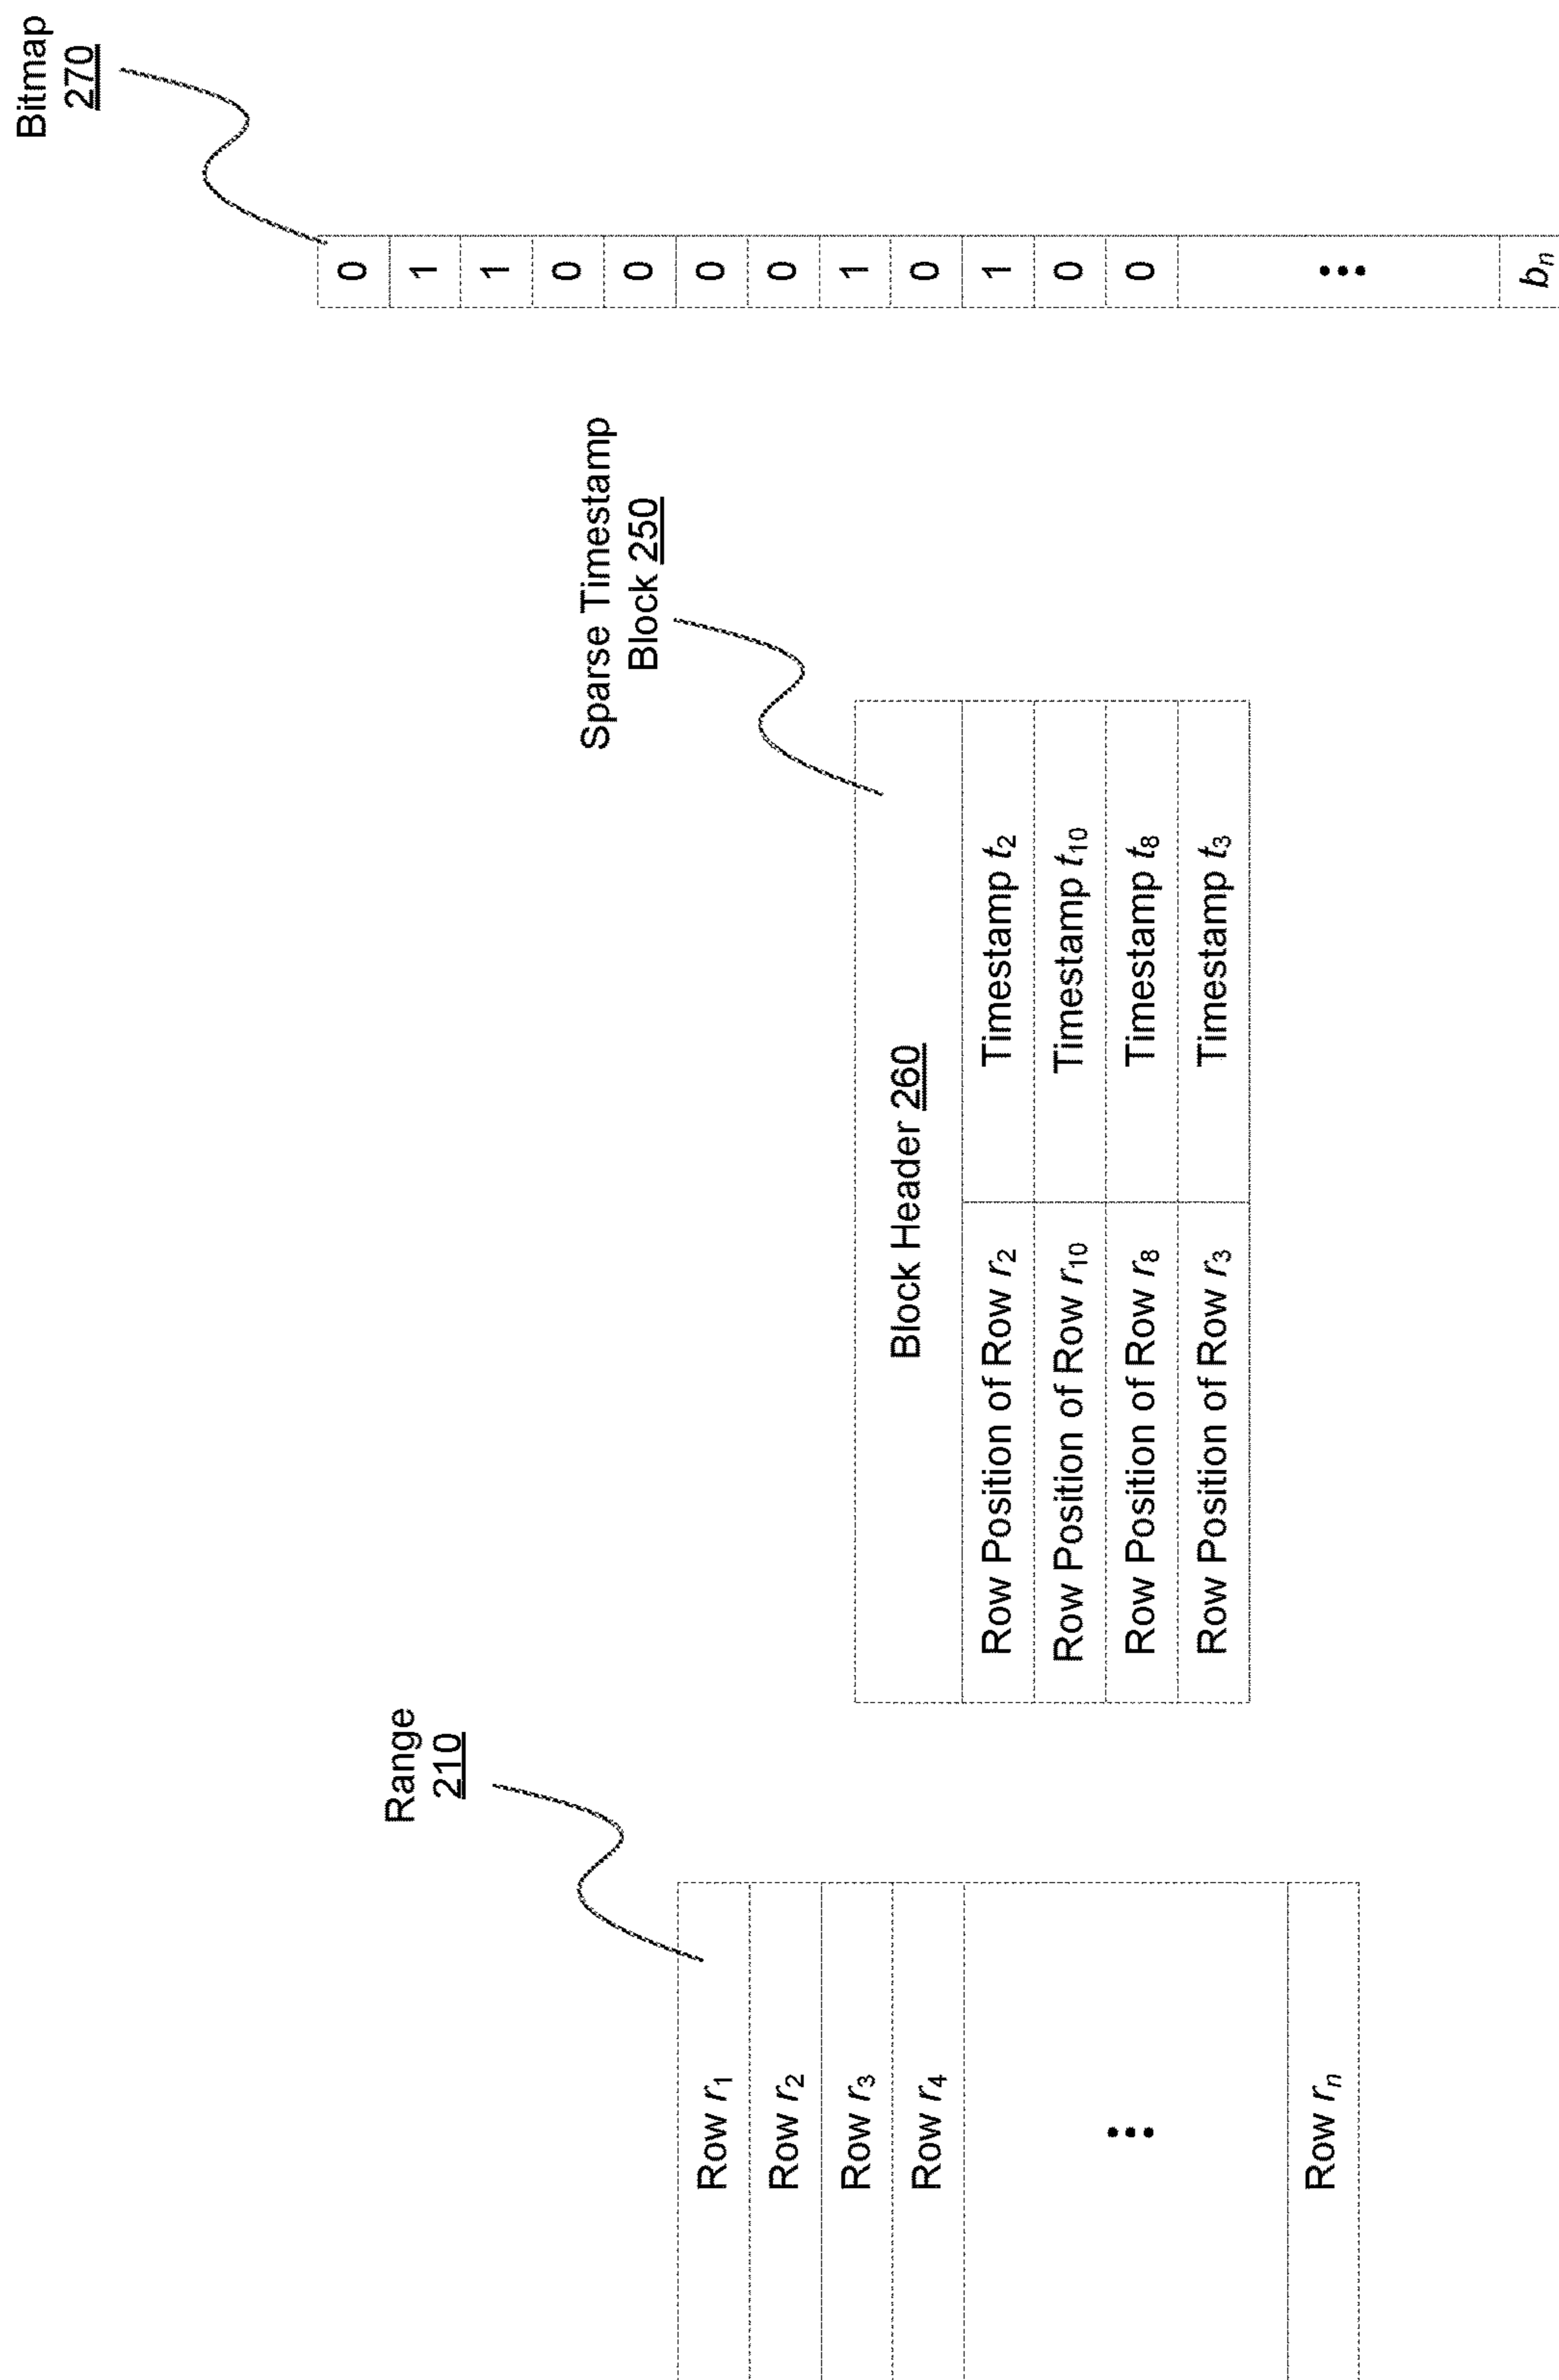 Range
210
Row r1
Row r2
Row r3
Row r4
⋮
Row rn
Sparse Timestamp
Block 250
Block Header 260
Row Position of Row r2 Timestamp t2
Row Position of Row r10 Timestamp t10
Row Position of Row r8 Timestamp t8
Row Position of Row r3 Timestamp t3
Bitmap
270
0
1
1
0
0
0
0
1
0
1
0
0
⋮
bn